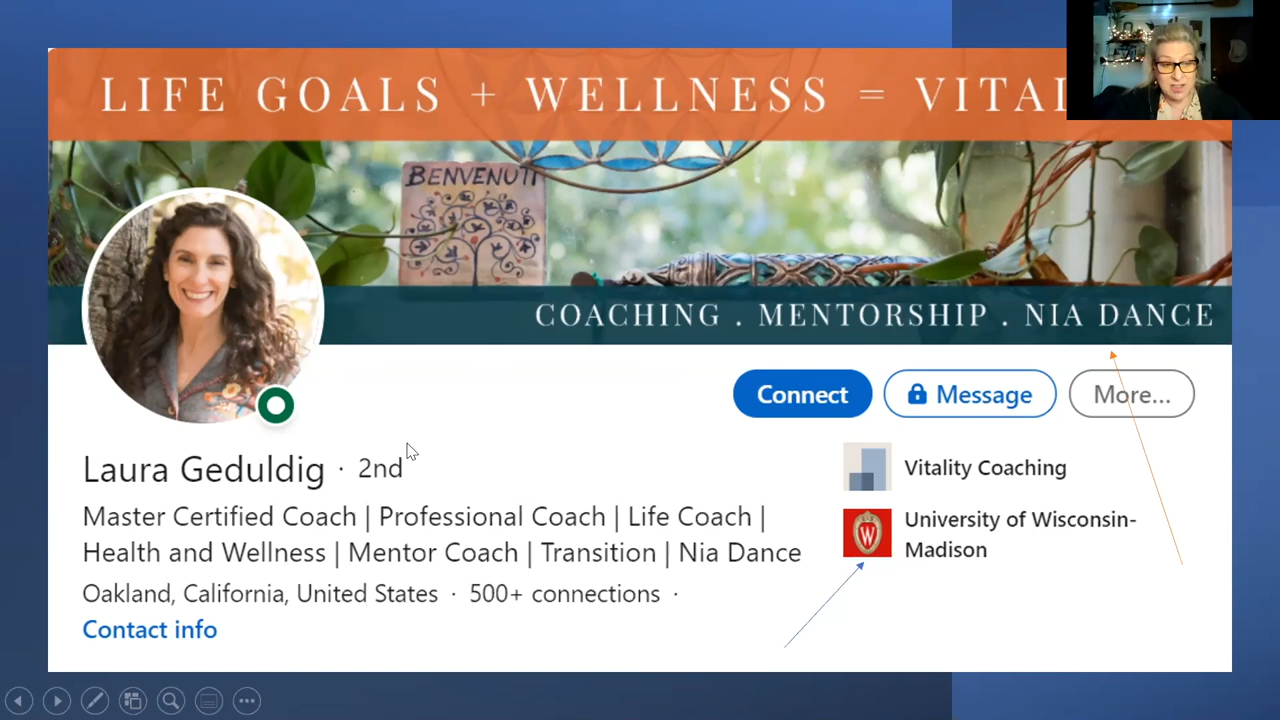 LIFE GOALS + WELLNESS = VITAL
BENVENUTI
COACHING . MENTORSHIP . NIA DANCE
Connect
Message
More...
Laura Geduldig · 2nd
Master Certified Coach | Professional Coach | Life Coach |
Health and Wellness | Mentor Coach | Transition | Nia Dance
Oakland, California, United States · 500+ connections ·
Contact info
Vitality Coaching
W
University of Wisconsin-
Madison